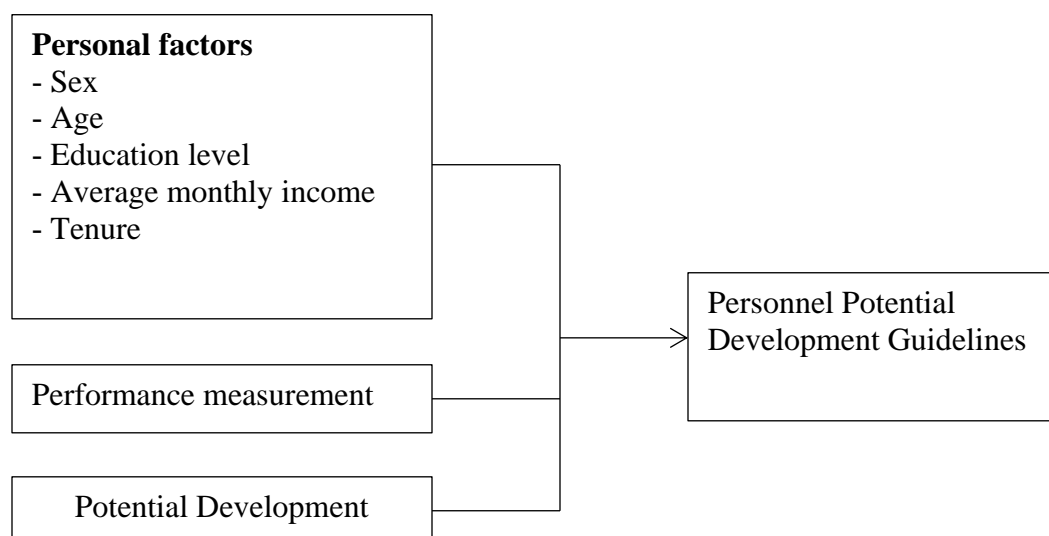 Personal factors
- Sex
- Age
- Education level
- Average monthly income
- Tenure
Personnel Potential
Development Guidelines
Performance measurement
Potential Development